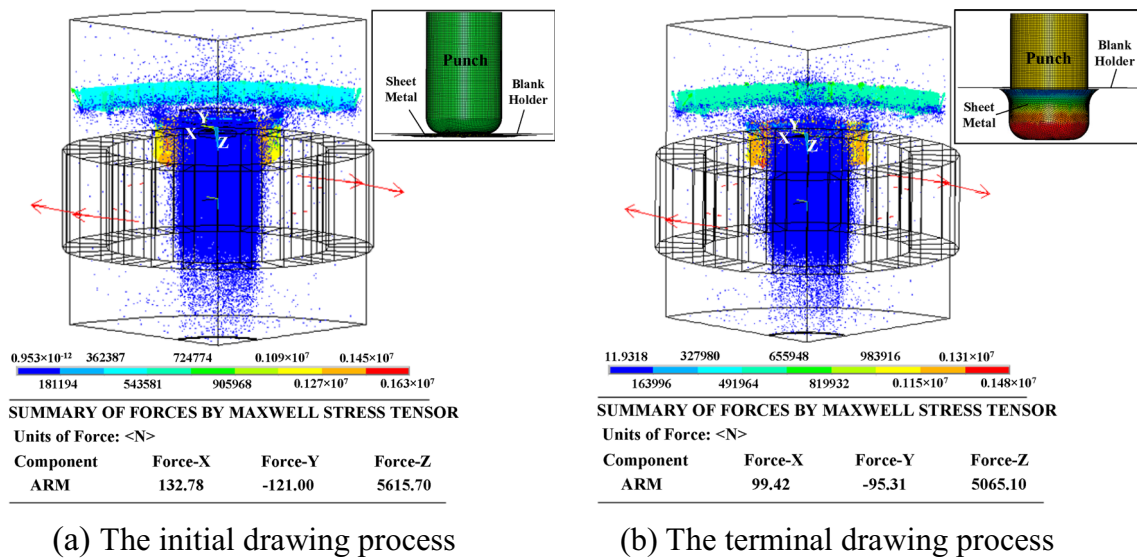 Punch
Sheet
Metal
Blank
Holder
Y
X
Z
0.953×10⁻¹² 362387 724774 0.109×10⁷ 0.145×10⁷
181194 543581 905968 0.127×10⁷ 0.163×10⁷
SUMMARY OF FORCES BY MAXWELL STRESS TENSOR
Units of Force: <N>
Component Force-X Force-Y Force-Z
ARM 132.78 -121.00 5615.70
(a) The initial drawing process
Punch
Blank
Holder
Sheet
Metal
Y
X
Z
11.9318 327980 655948 983916 0.131×10⁷
163996 491964 819932 0.115×10⁷ 0.148×10⁷
SUMMARY OF FORCES BY MAXWELL STRESS TENSOR
Units of Force: <N>
Component Force-X Force-Y Force-Z
ARM 99.42 -95.31 5065.10
(b) The terminal drawing process